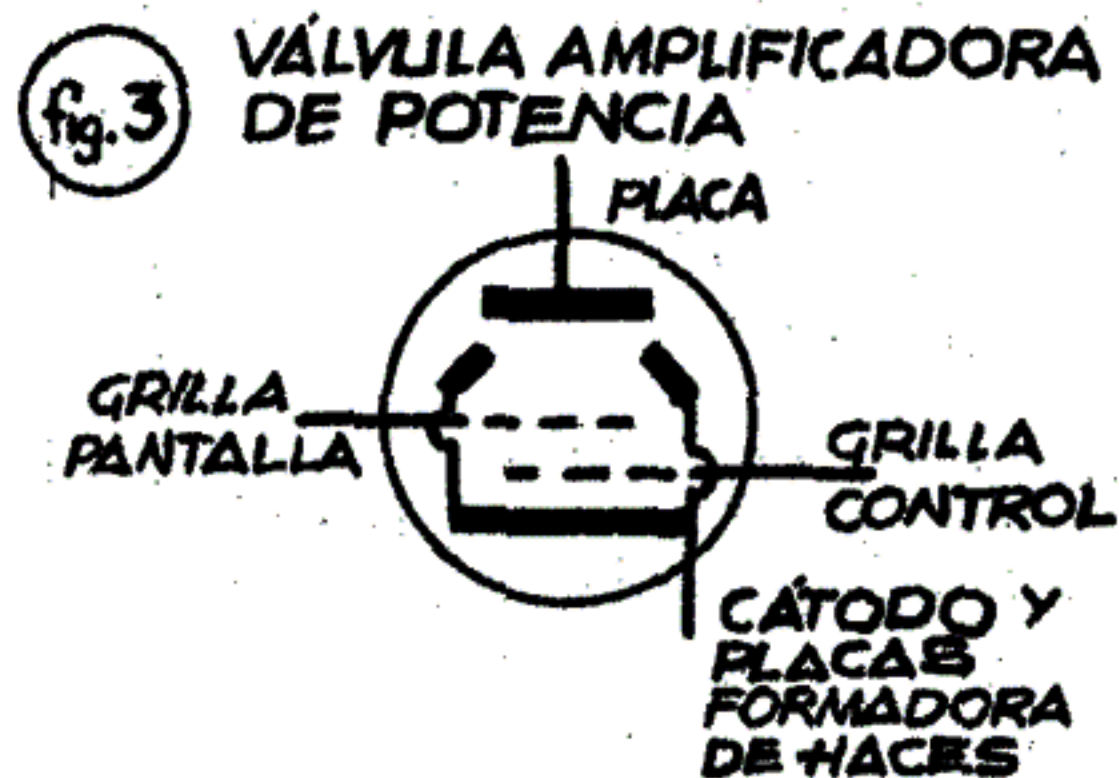 fig.3
VÁLVULA AMPLIFICADORA
DE POTENCIA
PLACA
GRILLA
PANTALLA
GRILLA
CONTROL
CÁTODO Y
PLACAS
FORMADORA
DE HACES